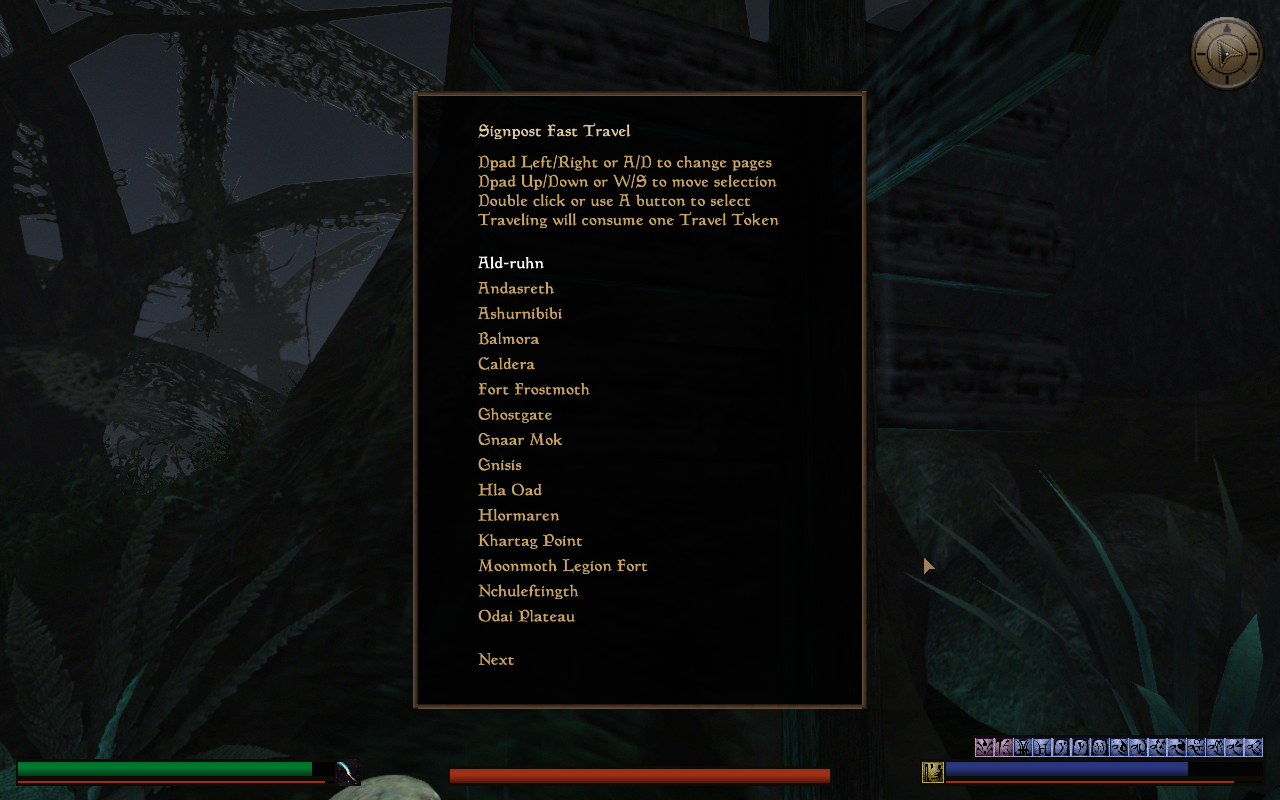 Signpost Fast Travel
Dpad Left/Right or A/D to change pages
Dpad Up/Down or W/S to move selection
Double click or use A button to select
Traveling will consume one Travel Token
Ald-ruhn
Andasreth
Ashurnibibi
Balmora
Caldera
Fort Frostmoth
Ghostgate
Gnaar Mok
Gnisis
Hla Oad
Hlormaren
Khartag Point
Moonmoth Legion Fort
Nchuleftingth
Odai Plateau
Next